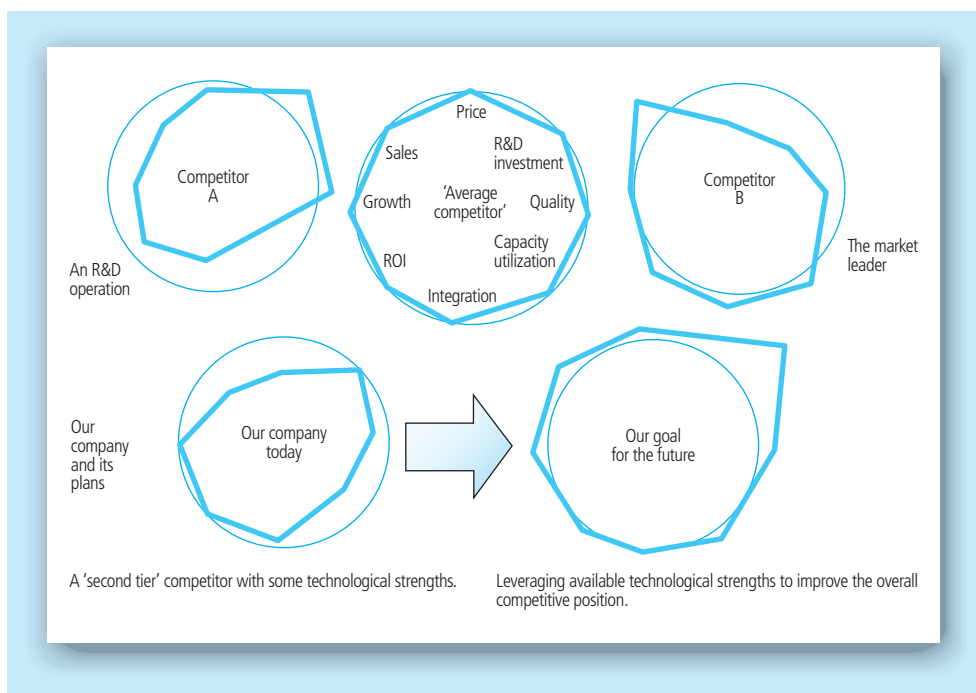 Competitor
A
An R&D
operation
Price
Sales
R&D
investment
Growth
'Average
competitor'
Quality
ROI
Capacity
utilization
Integration
Competitor
B
The market
leader
Our
company
and its
plans
Our company
today
Our goal
for the future
A 'second tier' competitor with some technological strengths.
Leveraging available technological strengths to improve the overall
competitive position.